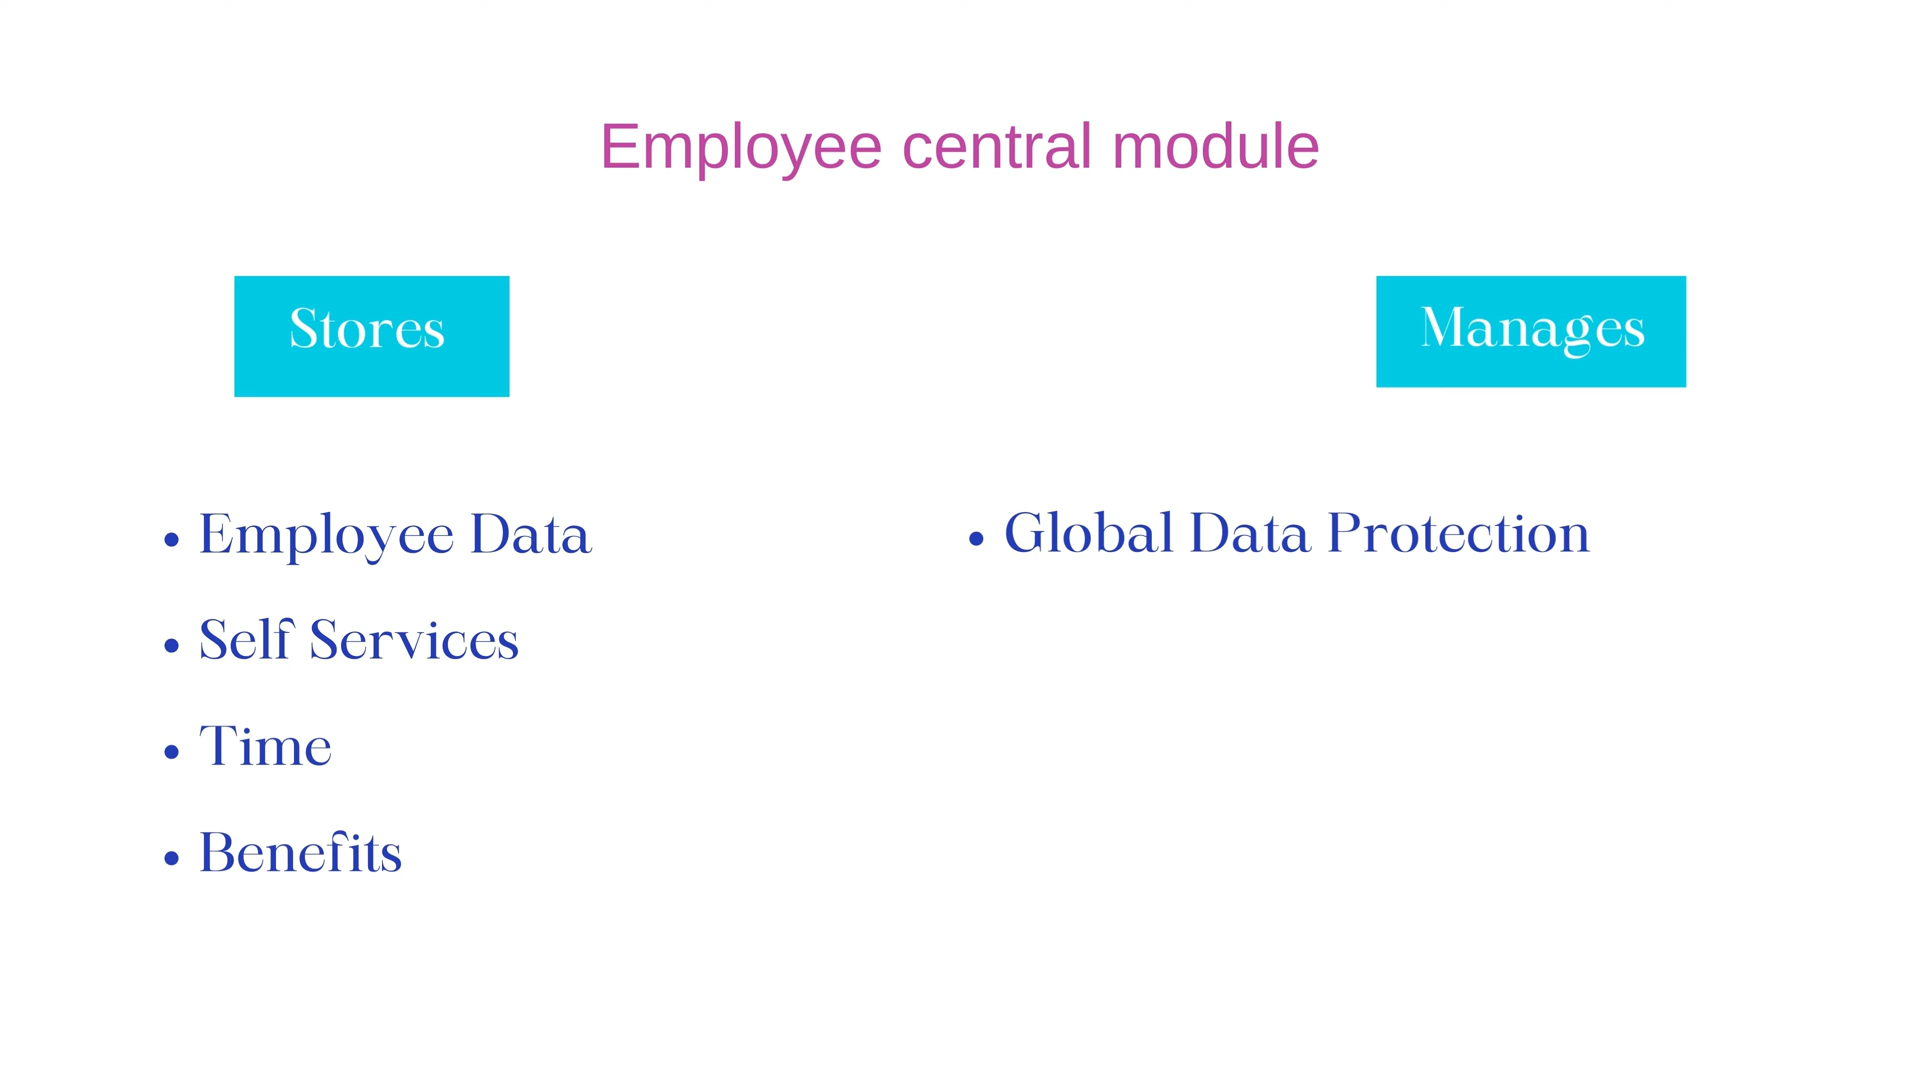 Employee central module
Stores
Manages
• Employee Data
• Self Services
• Time
• Benefits
• Global Data Protection